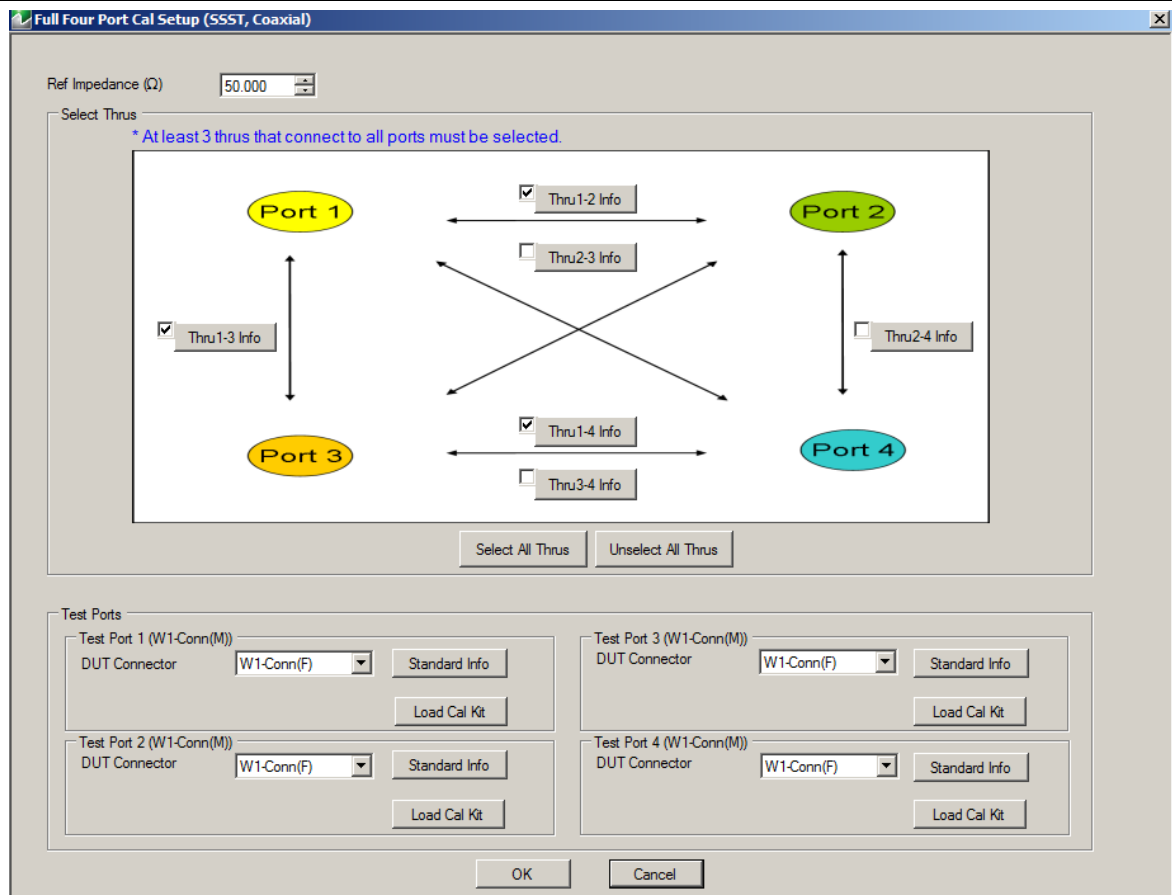 Full Four Port Cal Setup (SSST, Coaxial)
Ref Impedance (Ω)
50.000
Select Thrus
* At least 3 thrus that connect to all ports must be selected.
Port 1
Thru1-2 Info
Port 2
Thru2-3 Info
Thru1-3 Info
Thru2-4 Info
Thru1-4 Info
Port 3
Port 4
Thru3-4 Info
Select All Thrus
Unselect All Thrus
Test Ports
Test Port 1 (W1-Conn(M))
DUT Connector
W1-Conn(F)
Standard Info
Load Cal Kit
Test Port 3 (W1-Conn(M))
DUT Connector
W1-Conn(F)
Standard Info
Load Cal Kit
Test Port 2 (W1-Conn(M))
DUT Connector
W1-Conn(F)
Standard Info
Load Cal Kit
Test Port 4 (W1-Conn(M))
DUT Connector
W1-Conn(F)
Standard Info
Load Cal Kit
OK
Cancel